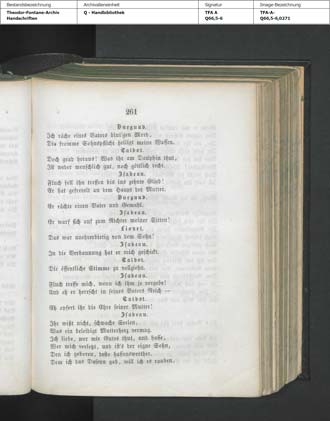 Bestandsbezeichnung
Archivalieneinheit
Signatur
Image-Bezeichnung
Theodor-Fontane-Archiv
Handschriften
Q - Handbibliothek
TFA A
Q66,5-6
TFA-A-
Q66,5-6,0271
261
Burgund.
Ich räche eines Vaters blut'gen Mord,
Die fromme Sohnspflicht heiligt meine Waffen.
Talbot.
Doch grad heraus! Was ihr am Dauphin thut,
Ist weder menschlich gut, noch göttlich recht.
Isabeau.
Fluch soll ihn treffen bis ins zehnte Glied!
Er hat gefrevelt an dem Haupt der Mutter.
Burgund.
Er rächte einen Vater und Gemahl.
Isabeau.
Er warf sich auf zum Richter meiner Sitten!
Lionel.
Das war unehrerbietig von dem Sohn!
Isabeau.
In die Verbannung hat er mich geschickt.
Talbot.
Die öffentliche Stimme zu vollziehn.
Isabeau.
Fluch treffe mich, wenn ich ihm je vergebe!
Und eh er herrscht in seines Vaters Reich —
Talbot.
Eh opfert ihr die Ehre seiner Mutter!
Isabeau.
Ihr wißt nicht, schwache Seelen,
Was ein beleidigt Mutterherz vermag.
Ich liebe, wer mir Gutes thut, und hasse,
Wer mich verletzt, und ist's der eigne Sohn,
Den ich geboren, desto hassenswerther.
Dem ich das Daseyn gab, will ich es rauben.